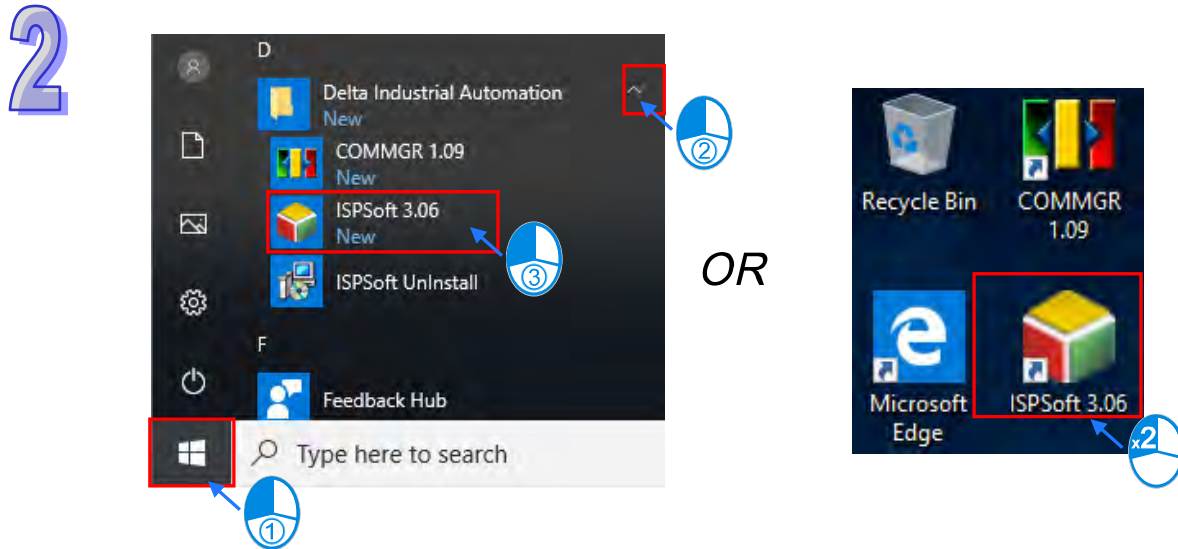 2
D
Delta Industrial Automation
New
COMMGR 1.09
New
ISPSoft 3.06
New
ISPSoft UnInstall
F
Feedback Hub
Type here to search
①
②
③
OR
Recycle Bin
COMMGR
1.09
Microsoft
Edge
ISPSoft 3.06
x2